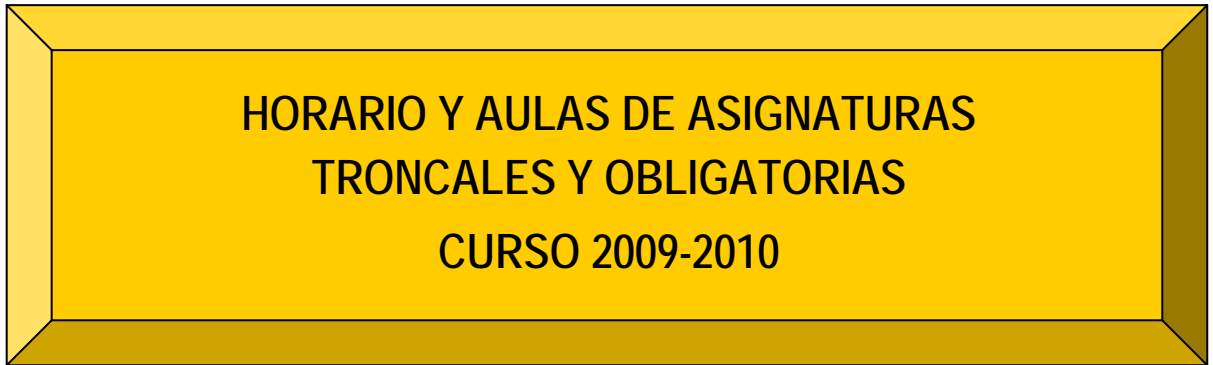 HORARIO Y AULAS DE ASIGNATURAS
TRONCALES Y OBLIGATORIAS
CURSO 2009-2010